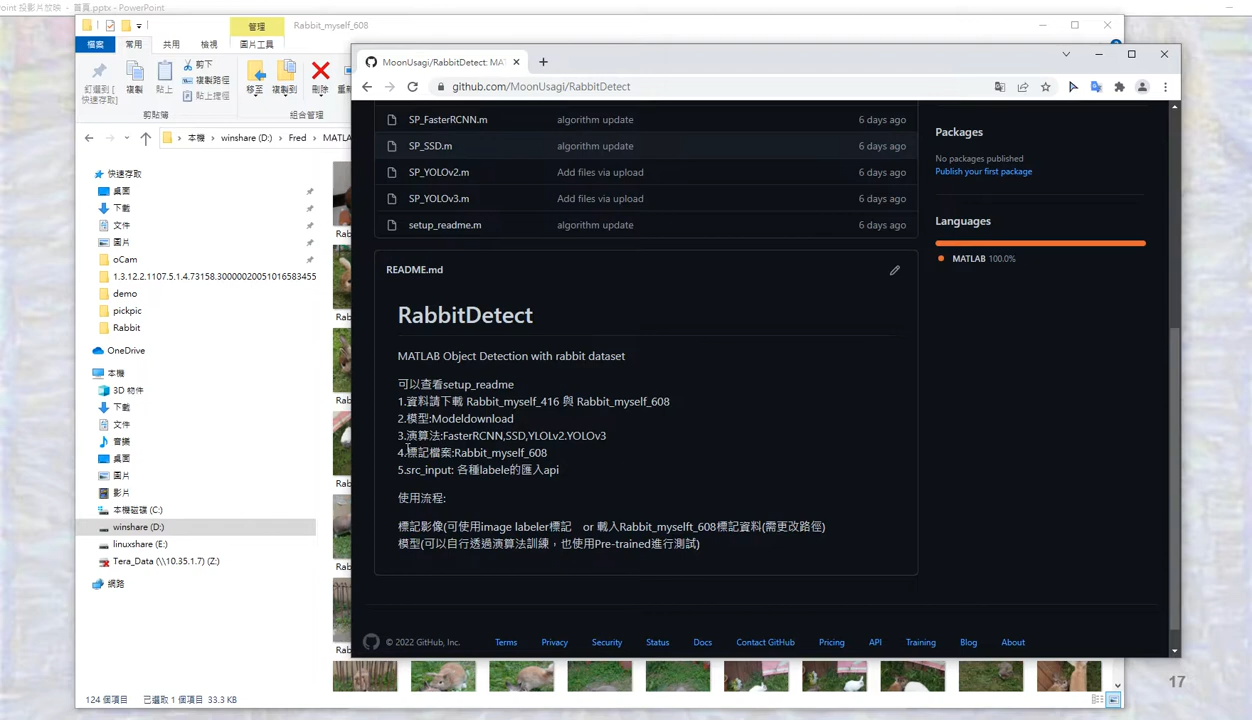 oint 投影片放映 - 首頁.pptx - PowerPoint
管理
Rabbit_myself_608
檔案
常用
共用
檢視
圖片工具
釘選到 [
快速存取]
複製
貼上
剪下
複製路徑
貼上捷徑
移至
複製到
刪除
剪貼簿
組合管理
本機
winshare (D:)
Fred
MATLA
快速存取
桌面
下載
文件
圖片
oCam
1.3.12.2.1107.5.1.4.73158.30000020051016583455
demo
pickpic
Rabbit
OneDrive
本機
3D 物件
下載
文件
音樂
桌面
圖片
影片
本機磁碟 (C:)
winshare (D:)
linuxshare (E:)
Tera_Data (\\10.35.1.7) (Z:)
網路
124 個項目
已選取 1 個項目 33.3 KB
MoonUsagi/RabbitDetect: MA
github.com/MoonUsagi/RabbitDetect
SP_FasterRCNN.m
algorithm update
6 days ago
SP_SSD.m
algorithm update
6 days ago
SP_YOLOv2.m
Add files via upload
6 days ago
SP_YOLOv3.m
Add files via upload
6 days ago
setup_readme.m
algorithm update
6 days ago
Packages
No packages published
Publish your first package
Languages
MATLAB 100.0%
README.md
RabbitDetect
MATLAB Object Detection with rabbit dataset
可以查看setup_readme
1.資料請下載 Rabbit_myself_416 與 Rabbit_myself_608
2.模型:Modeldownload
3.演算法:FasterRCNN,SSD,YLOLv2.YOLOv3
4.標記檔案:Rabbit_myself_608
5.src_input: 各種labele的匯入api
使用流程:
標記影像(可使用image labeler標記 or 載入Rabbit_myselft_608標記資料(需更改路徑)
模型(可以自行透過演算法訓練，也使用Pre-trained進行測試)
© 2022 GitHub, Inc.
Terms
Privacy
Security
Status
Docs
Contact GitHub
Pricing
API
Training
Blog
About
17